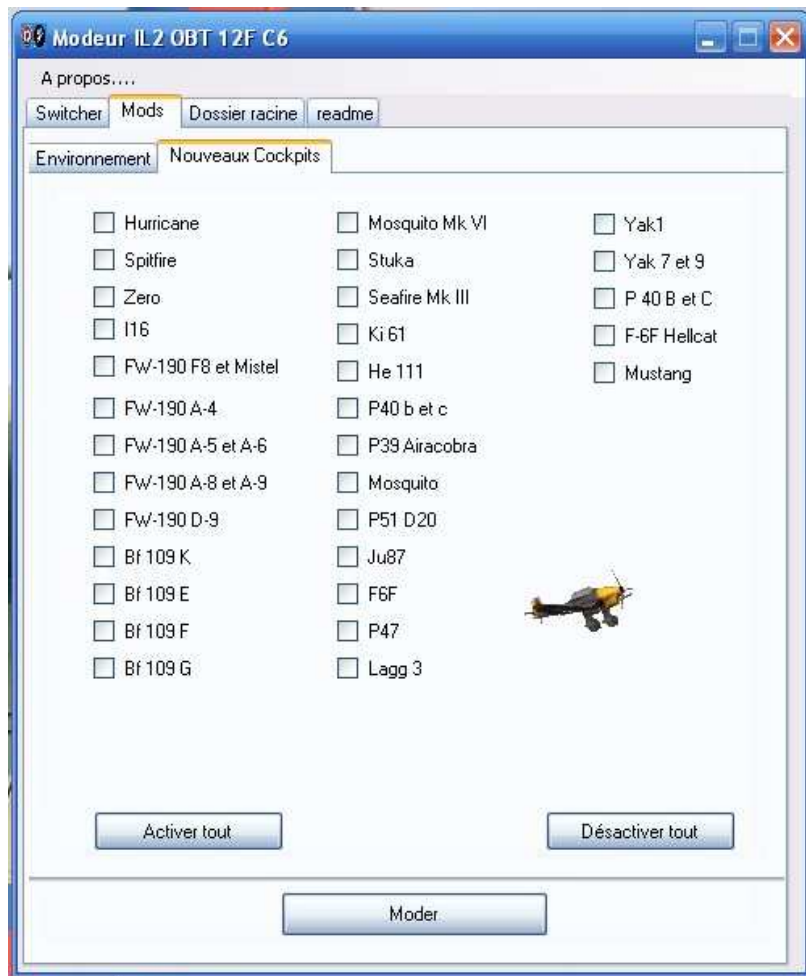 Modeur IL2 OBT 12F C6
A propos....
Switcher Mods Dossier racine readme
Environnement Nouveaux Cockpits
Hurricane
Spitfire
Zero
I16
FW-190 F8 et Mistel
FW-190 A-4
FW-190 A-5 et A-6
FW-190 A-8 et A-9
FW-190 D-9
Bf 109 K
Bf 109 E
Bf 109 F
Bf 109 G
Mosquito Mk VI
Stuka
Seafire Mk III
Ki 61
He 111
P40 b et c
P39 Airacobra
Mosquito
P51 D20
Ju87
F6F
P47
Lagg 3
Yak1
Yak 7 et 9
P 40 B et C
F-6F Hellcat
Mustang
Activer tout
Désactiver tout
Moder